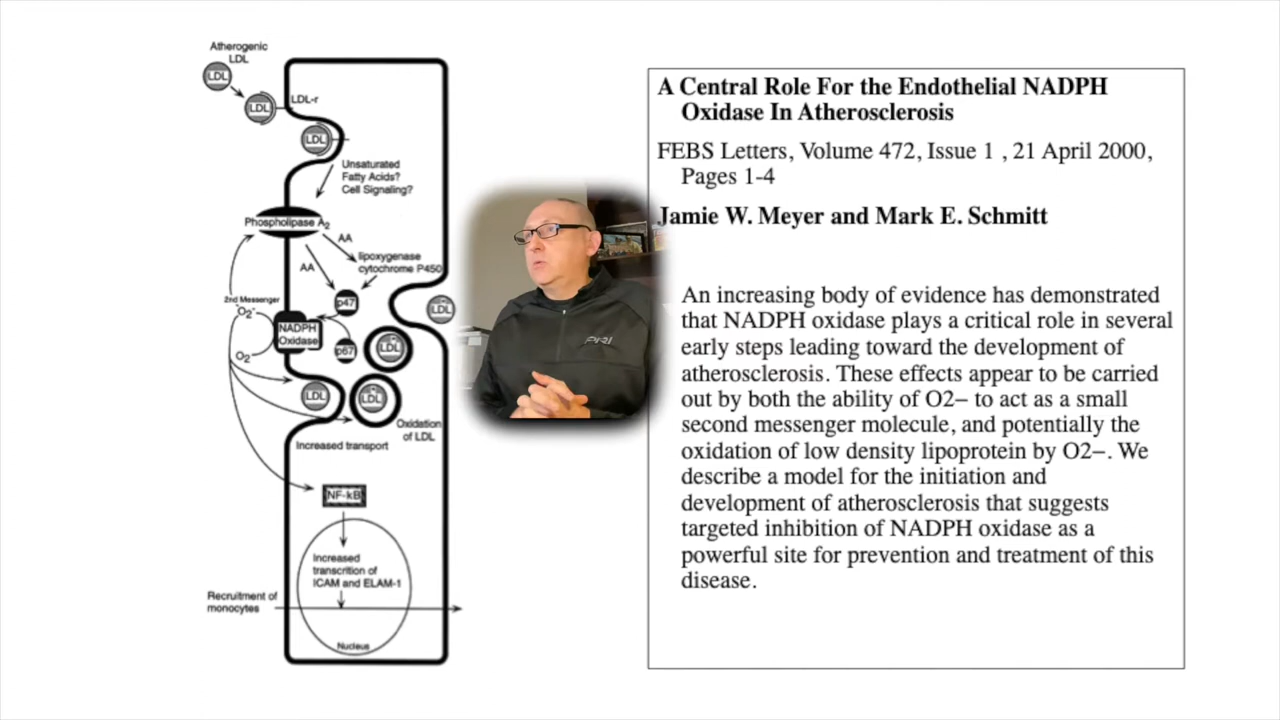 Atherogenic
LDL
LDL
LDL
LDL-r
LDL
Unsaturated
Fatty Acids?
Cell Signaling?
Phospholipase A2
AA
AA
lipoxygenase
cytochrome P450
2nd Messenger
O2-
p47
LDL
NADPH
Oxidase
O2
p67
LDL
LDL
LDL
Oxidation
of LDL
Increased transport
NF-kB
Increased
transcrition of
ICAM and ELAM-1
Recruitment of
monocytes
Nucleus
PRI
A Central Role For the Endothelial NADPH
Oxidase In Atherosclerosis
FEBS Letters, Volume 472, Issue 1 , 21 April 2000,
Pages 1-4
Jamie W. Meyer and Mark E. Schmitt
An increasing body of evidence has demonstrated
that NADPH oxidase plays a critical role in several
early steps leading toward the development of
atherosclerosis. These effects appear to be carried
out by both the ability of O2− to act as a small
second messenger molecule, and potentially the
oxidation of low density lipoprotein by O2−. We
describe a model for the initiation and
development of atherosclerosis that suggests
targeted inhibition of NADPH oxidase as a
powerful site for prevention and treatment of this
disease.